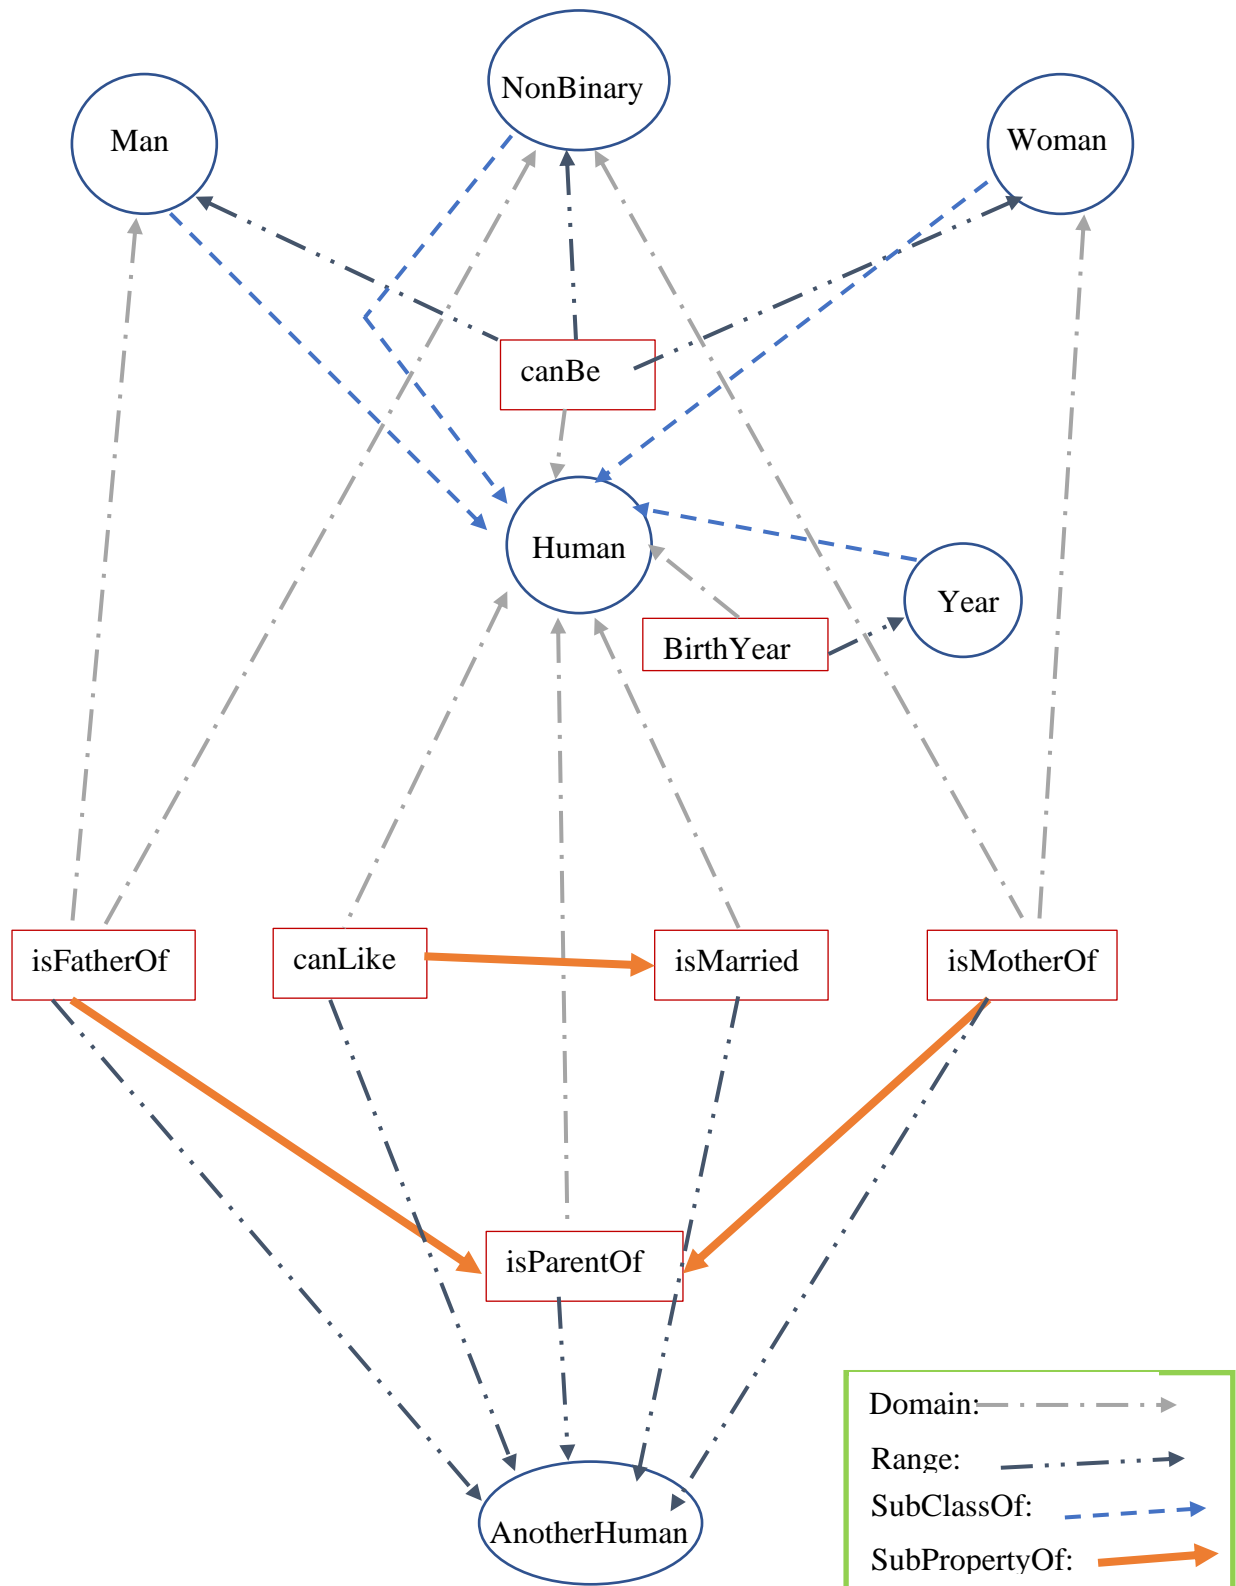 NonBinary
Man
Woman
canBe
Human
Year
BirthYear
isFatherOf
canLike
isMarried
isMotherOf
isParentOf
AnotherHuman
Domain:
Range:
SubClassOf:
SubPropertyOf: